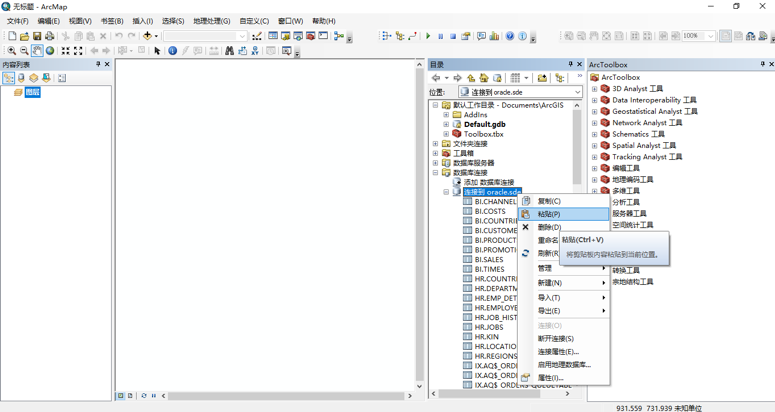 无标题 - ArcMap
文件(F) 编辑(E) 视图(V) 书签(B) 插入(I) 选择(S) 地理处理(G) 自定义(C) 窗口(W) 帮助(H)
100%
内容列表
图层
目录
位置: 连接到 oracle.sde
默认工作目录 - Documents\ArcGIS
AddIns
Default.gdb
Toolbox.tbx
文件夹连接
工具箱
数据库服务器
数据库连接
添加 数据库连接
连接到 oracle.sde
BI.CHANNEL
BI.COSTS
BI.COUNTRI
BI.CUSTOME
BI.PRODUCT
BI.PROMOTI
BI.SALES
BI.TIMES
HR.COUNTR
HR.DEPARTM
HR.EMP_DET
HR.EMPLOYE
HR.JOB_HIST
HR.JOBS
HR.KIN
HR.LOCATIO
HR.REGIONS
IX.AQ$_ORDE
IX.AQ$_ORDI
IX.AQ$_ORDERS_QUEUETABLE
复制(C)
粘贴(P)
删除(D)
重命名
刷新(R)
管理
新建(N)
导入(T)
导出(E)
连接(O)
断开连接(S)
连接属性(E)...
启用地理数据库...
属性(I)...
粘贴(Ctrl+V)
将剪贴板内容粘贴到当前位置。
ArcToolbox
ArcToolbox
3D Analyst 工具
Data Interoperability 工具
Geostatistical Analyst 工具
Network Analyst 工具
Schematics 工具
Spatial Analyst 工具
Tracking Analyst 工具
编辑工具
地理编码工具
多维工具
分析工具
服务器工具
空间统计工具
转换工具
宗地结构工具
931.559 731.939 未知单位